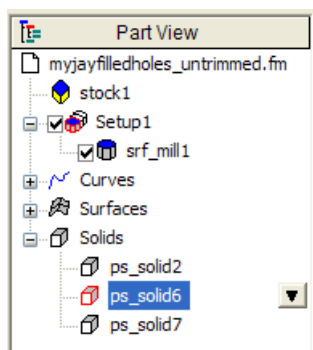 Part View
myjayfilledholes_untrimmed.fm
stock1
Setup1
srf_mill1
Curves
Surfaces
Solids
ps_solid2
ps_solid6
ps_solid7